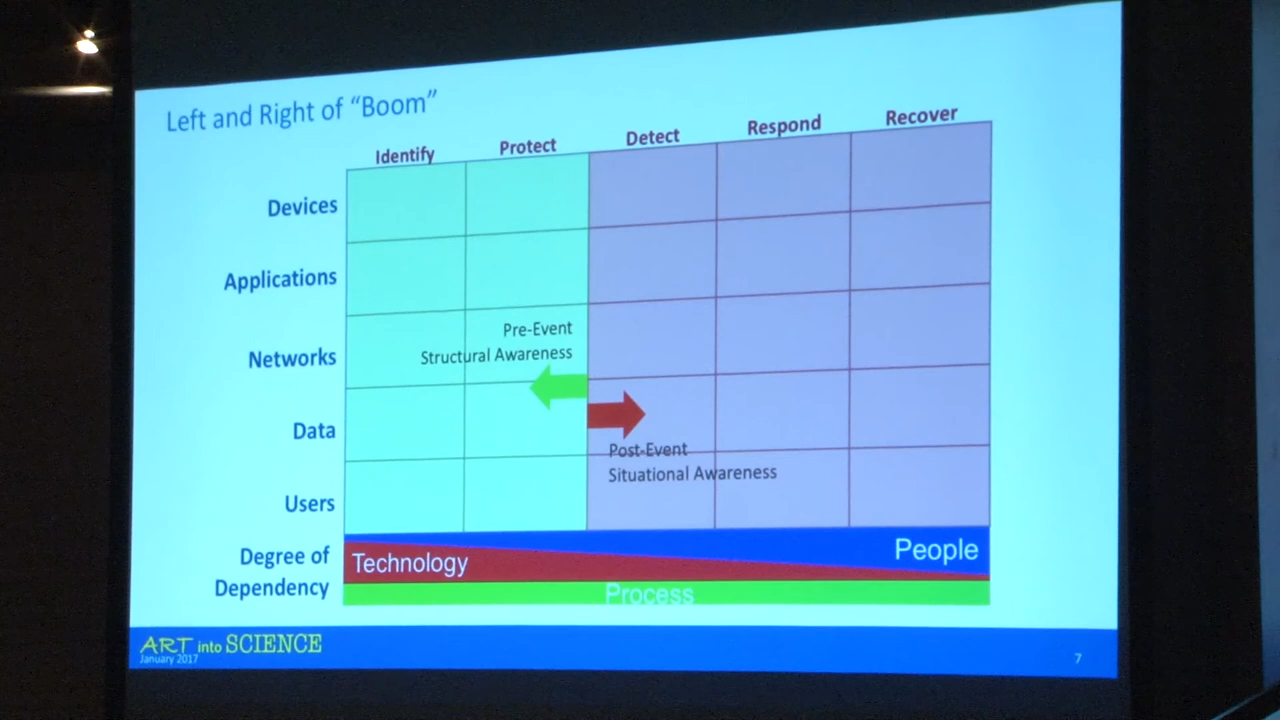 Left and Right of “Boom”
Identify Protect Detect Respond Recover
Devices
Applications
Networks
Pre-Event
Structural Awareness
Data
Post-Event
Situational Awareness
Users
Degree of
Dependency
Technology
People
Process
ART into SCIENCE
January 2017
7